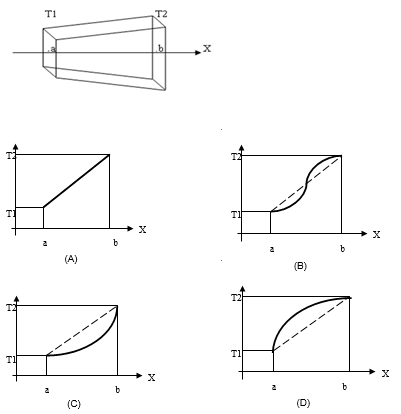 T1 T2
.a .b X
T2 T2
T1 T1
a b X a b X
(A) (B)
T2 T2
T1 T1
a b X a b X
(C) (D)